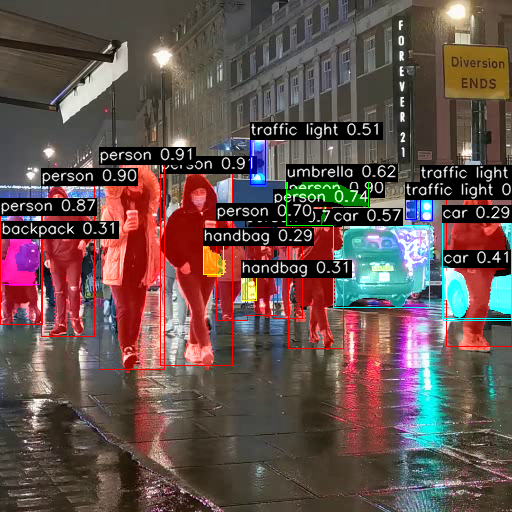 FOREVER 21
Diversion
ENDS
traffic light 0.51
person 0.91
person 0.91
person 0.90
umbrella 0.62
traffic light
person 0.90
traffic light 0
person 0.74
person 0.87
person 0.70
car 0.57
car 0.29
backpack 0.31
handbag 0.29
car 0.41
handbag 0.31